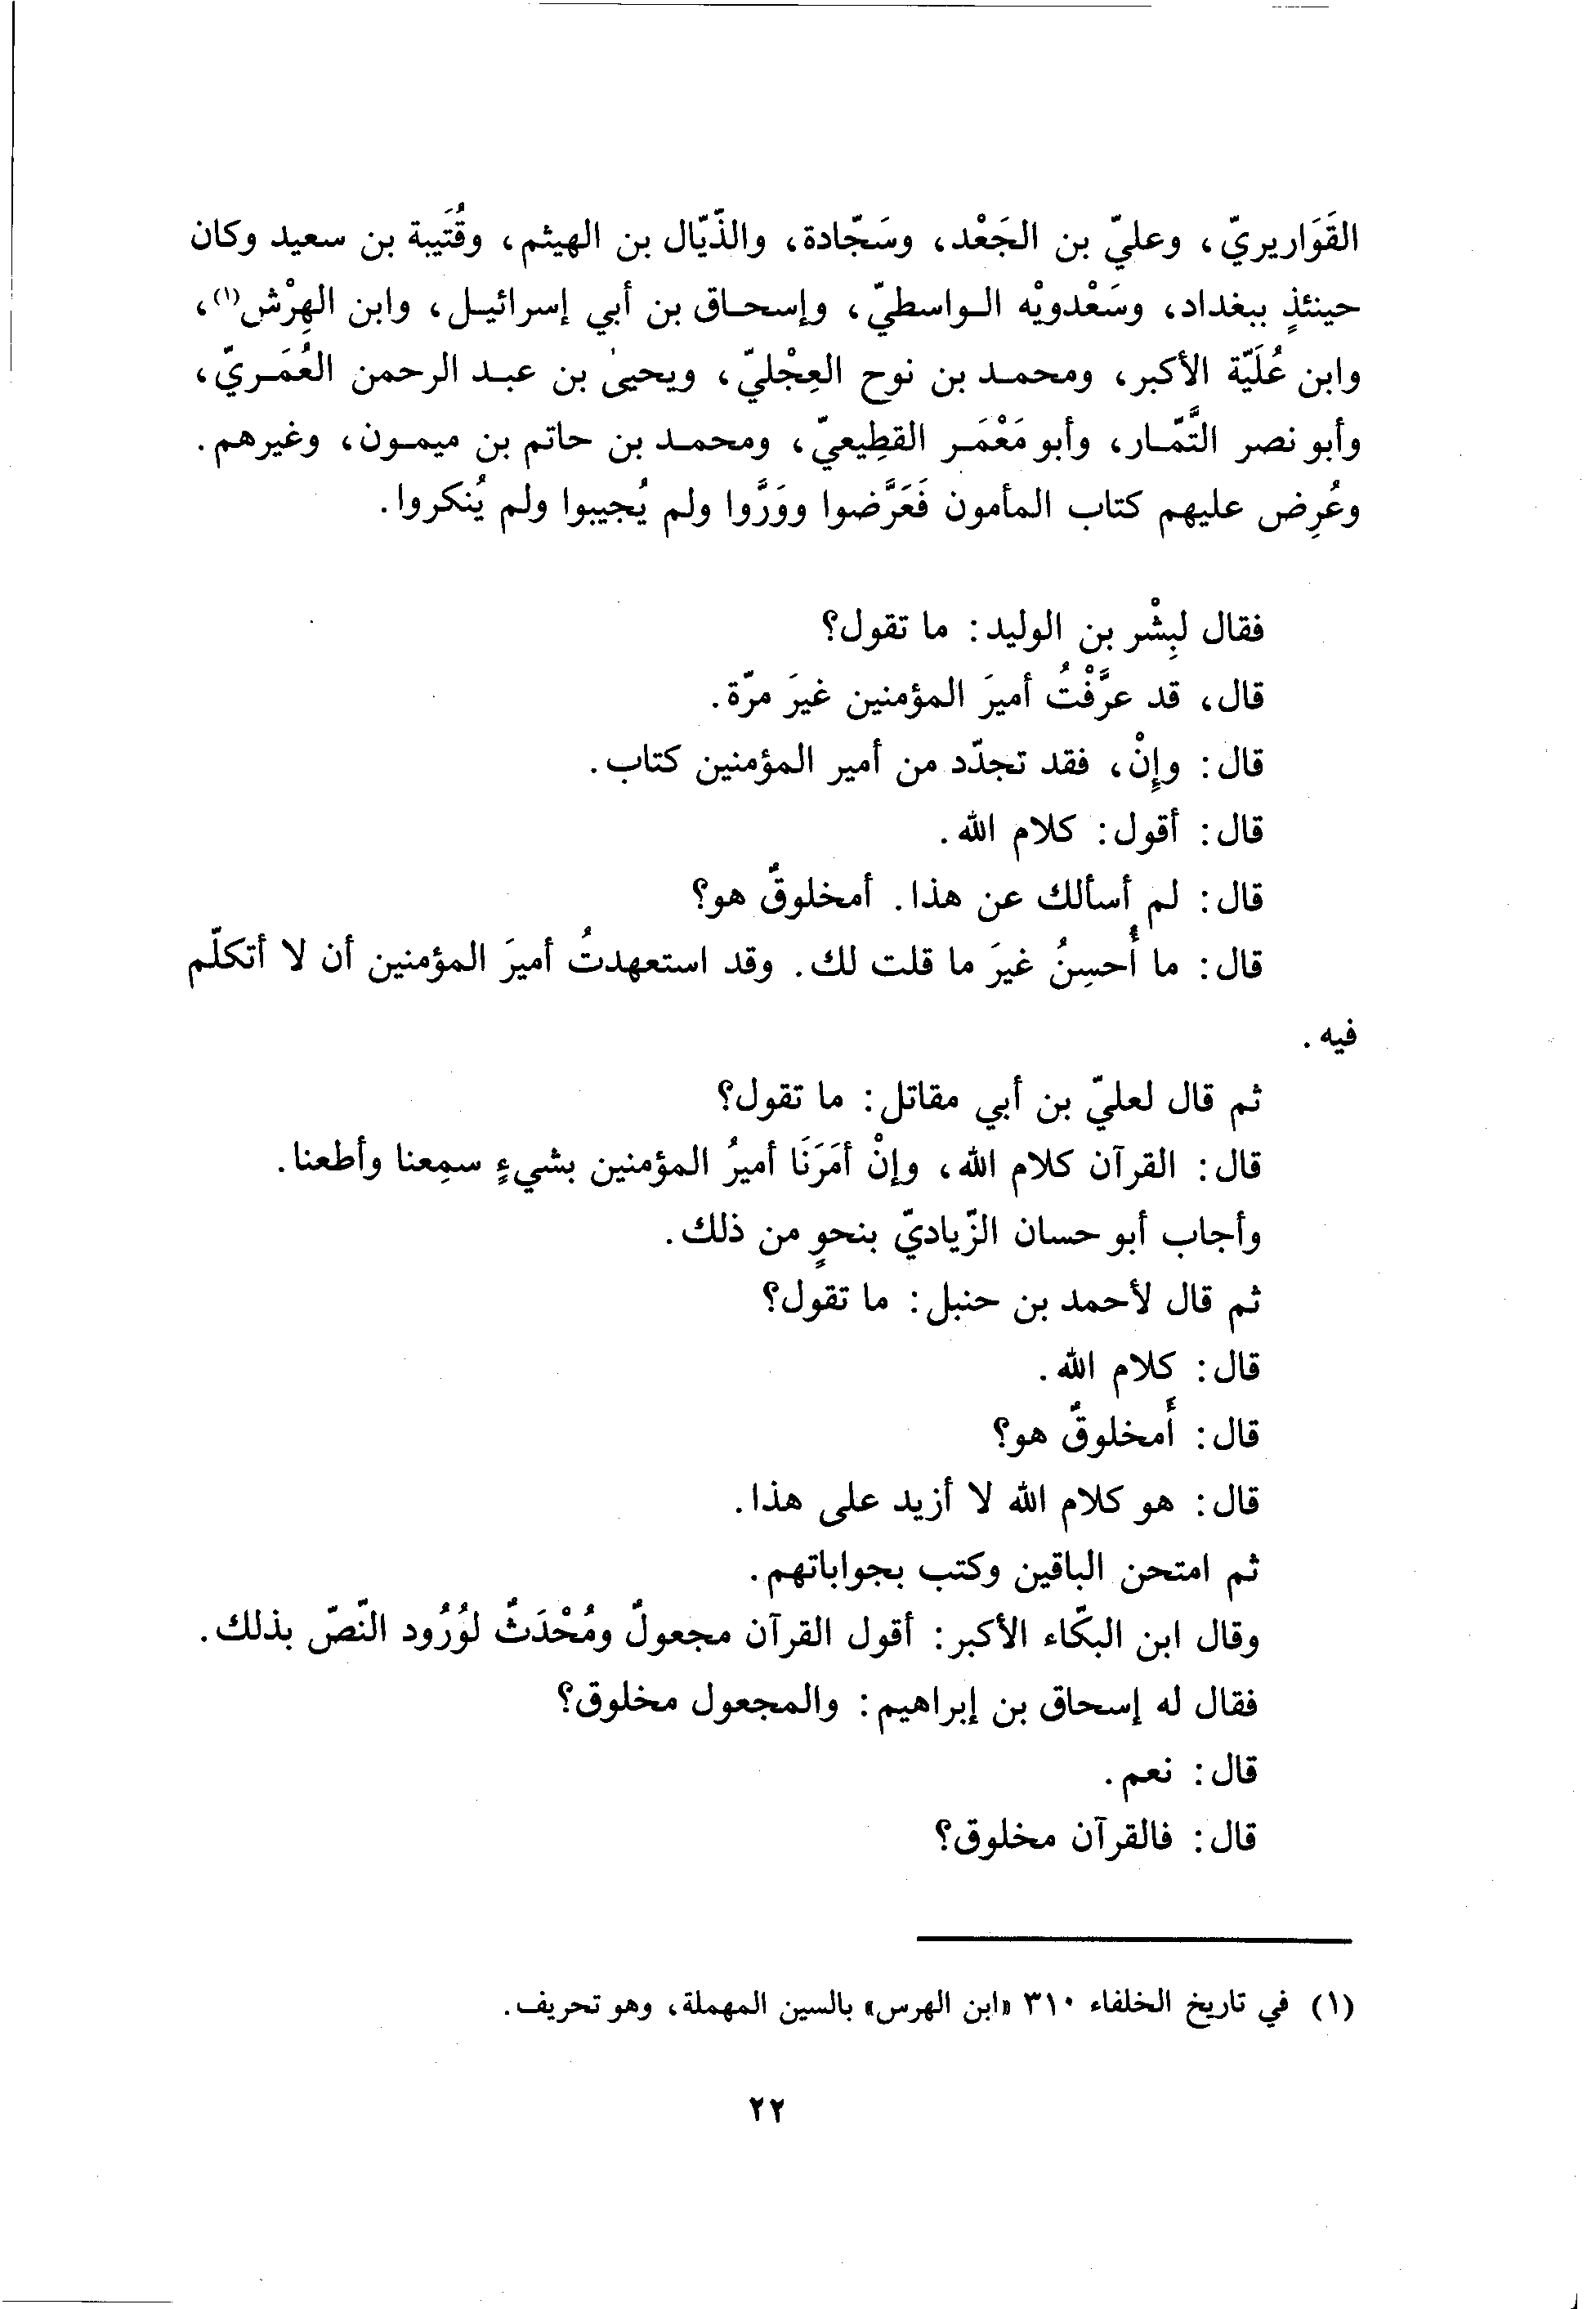 القَوَاريريّ، وعليّ بن الجَعْد، وسَجّادة، والذّيّال بن الهيثم، وقُتَيبة بن سعيد وكان
حينئذٍ ببغداد، وسَعْدويْه الواسطيّ، وإسحاق بن أبي إسرائيل، وابن الهِرْش(١)،
وابن عُلَيّة الأكبر، ومحمد بن نوح العِجْليّ، ويحيىٰ بن عبد الرحمن العُمَريّ،
وأبو نصر التَّمّار، وأبو مَعْمَر القطِيعيّ، ومحمد بن حاتم بن ميمون، وغيرهم.
وعُرِض عليهم كتاب المأمون فَعَرَّضوا ووَرَّوا ولم يُجيبوا ولم يُنكروا.
فقال لبِشْر بن الوليد: ما تقول؟
قال، قد عرَّفْتُ أميرَ المؤمنين غيرَ مرّة.
قال: وإِنْ، فقد تجدّد من أمير المؤمنين كتاب.
قال: أقول: كلام الله.
قال: لم أسألك عن هذا. أمخلوقٌ هو؟
قال: ما أُحسِنُ غيرَ ما قلت لك. وقد استعهدتُ أميرَ المؤمنين أن لا أتكلّم
فيه.
ثم قال لعليّ بن أبي مقاتل: ما تقول؟
قال: القرآن كلام الله، وإنْ أمَرَنَا أميرُ المؤمنين بشيءٍ سمِعنا وأطعنا.
وأجاب أبو حسان الزّياديّ بنحوٍ من ذلك.
ثم قال لأحمد بن حنبل: ما تقول؟
قال: كلام الله.
قال: أَمخلوقٌ هو؟
قال: هو كلام الله لا أزيد على هذا.
ثم امتحن الباقين وكتب بجواباتهم.
وقال ابن البكّاء الأكبر: أقول القرآن مجعولٌ ومُحْدَثٌ لوُرُود النّصّ بذلك.
فقال له إسحاق بن إبراهيم: والمجعول مخلوق؟
قال: نعم.
قال: فالقرآن مخلوق؟
(١) في تاريخ الخلفاء ٣١٠ «ابن الهرس» بالسين المهملة، وهو تحريف.
٢٢